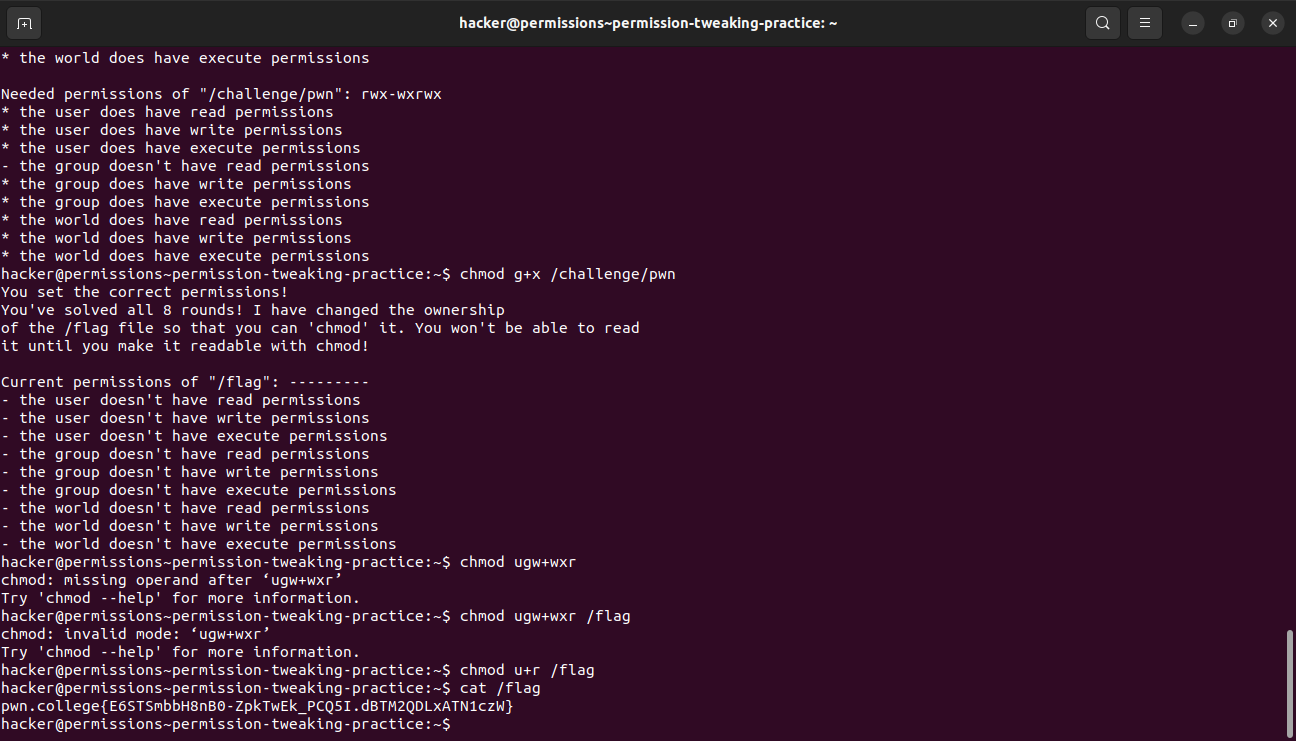 hacker@permissions~permission-tweaking-practice: ~
* the world does have execute permissions
Needed permissions of "/challenge/pwn": rwx-wxrwx
* the user does have read permissions
* the user does have write permissions
* the user does have execute permissions
- the group doesn't have read permissions
* the group does have write permissions
* the group does have execute permissions
* the world does have read permissions
* the world does have write permissions
* the world does have execute permissions
hacker@permissions~permission-tweaking-practice:~$ chmod g+x /challenge/pwn
You set the correct permissions!
You've solved all 8 rounds! I have changed the ownership
of the /flag file so that you can 'chmod' it. You won't be able to read
it until you make it readable with chmod!
Current permissions of "/flag": ---------
- the user doesn't have read permissions
- the user doesn't have write permissions
- the user doesn't have execute permissions
- the group doesn't have read permissions
- the group doesn't have write permissions
- the group doesn't have execute permissions
- the world doesn't have read permissions
- the world doesn't have write permissions
- the world doesn't have execute permissions
hacker@permissions~permission-tweaking-practice:~$ chmod ugw+wxr
chmod: missing operand after ‘ugw+wxr’
Try 'chmod --help' for more information.
hacker@permissions~permission-tweaking-practice:~$ chmod ugw+wxr /flag
chmod: invalid mode: ‘ugw+wxr’
Try 'chmod --help' for more information.
hacker@permissions~permission-tweaking-practice:~$ chmod u+r /flag
hacker@permissions~permission-tweaking-practice:~$ cat /flag
pwn.college{E6STSmbbH8nB0-ZpkTwEk_PCQ5I.dBTM2QDLxATN1czW}
hacker@permissions~permission-tweaking-practice:~$